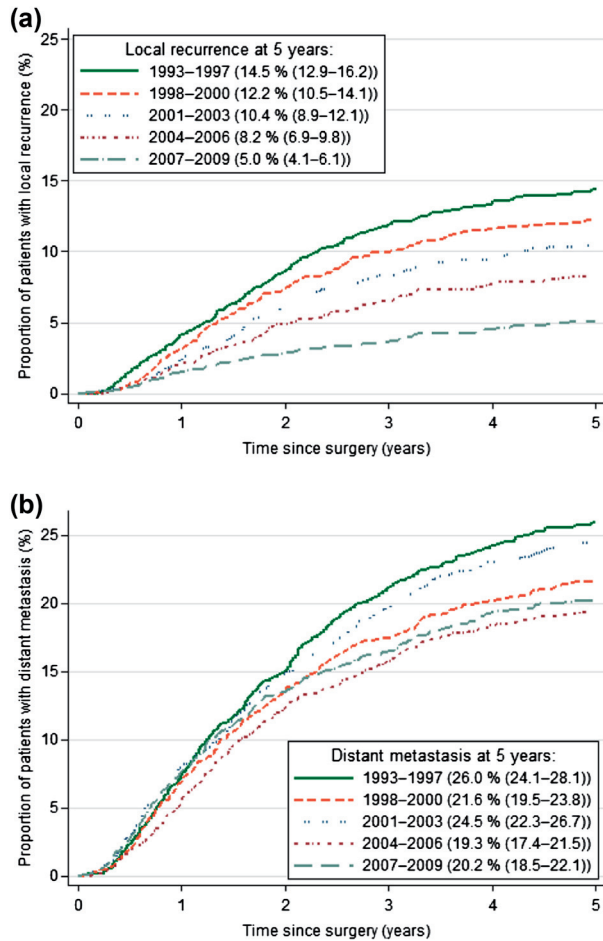 (a)
Proportion of patients with local recurrence (%)
25
20
15
10
5
0
Local recurrence at 5 years:
1993–1997 (14.5 % (12.9–16.2))
1998–2000 (12.2% (10.5–14.1))
2001–2003 (10.4 % (8.9–12.1))
2004–2006 (8.2 % (6.9–9.8))
2007–2009 (5.0 % (4.1–6.1))
0 1 2 3 4 5
Time since surgery (years)
(b)
Proportion of patients with distant metastasis (%)
25
20
15
10
5
0
Distant metastasis at 5 years:
1993–1997 (26.0 % (24.1–28.1))
1998–2000 (21.6 % (19.5–23.8))
2001–2003 (24.5 % (22.3–26.7))
2004–2006 (19.3 % (17.4–21.5))
2007–2009 (20.2 % (18.5–22.1))
0 1 2 3 4 5
Time since surgery (years)